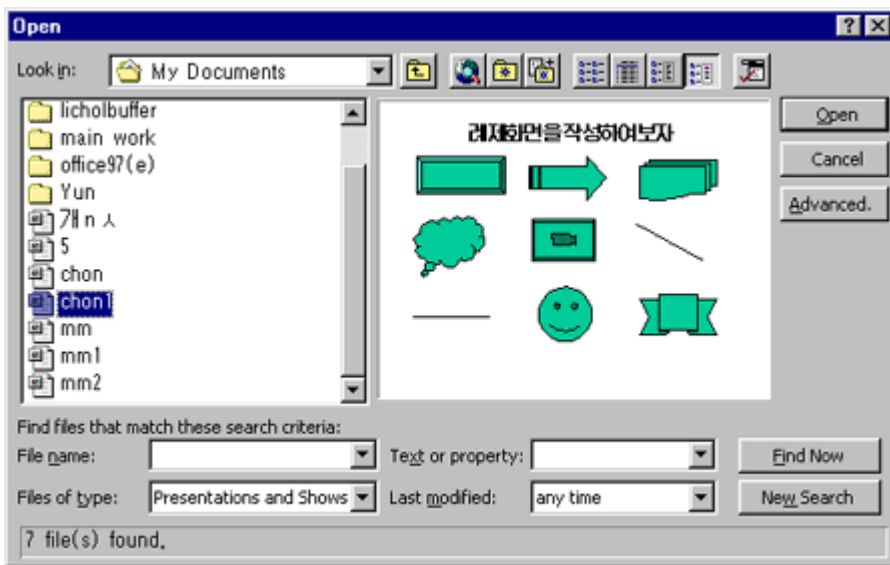 Open
Look in: My Documents
licholbuffer
main work
office97(e)
Yun
개 n ㅅ
5
chon
chon1
mm
mm1
mm2
례제화면을작성하여보자
Open
Cancel
Advanced.
Find files that match these search criteria:
File name: Text or property: Find Now
Files of type: Presentations and Shows Last modified: any time New Search
7 file(s) found.